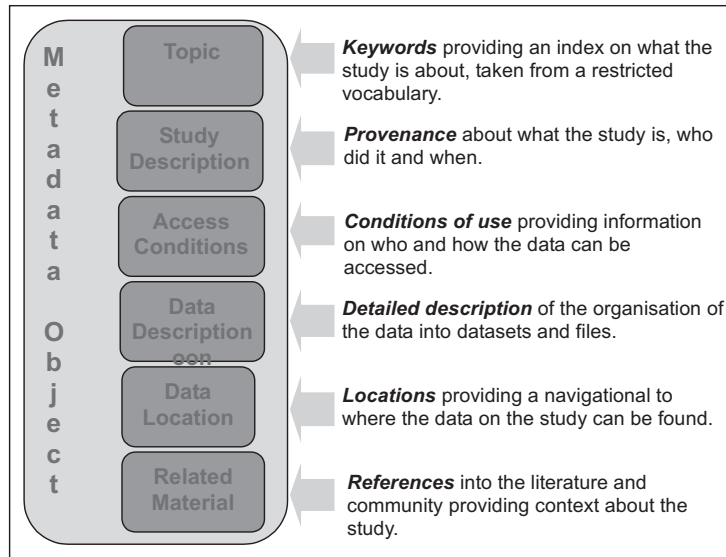 Metadata Object
Topic
Keywords providing an index on what the
study is about, taken from a restricted
vocabulary.
Study
Description
Provenance about what the study is, who
did it and when.
Access
Conditions
Conditions of use providing information
on who and how the data can be
accessed.
Data
Description
oon
Detailed description of the organisation of
the data into datasets and files.
Data
Location
Locations providing a navigational to
where the data on the study can be found.
Related
Material
References into the literature and
community providing context about the
study.